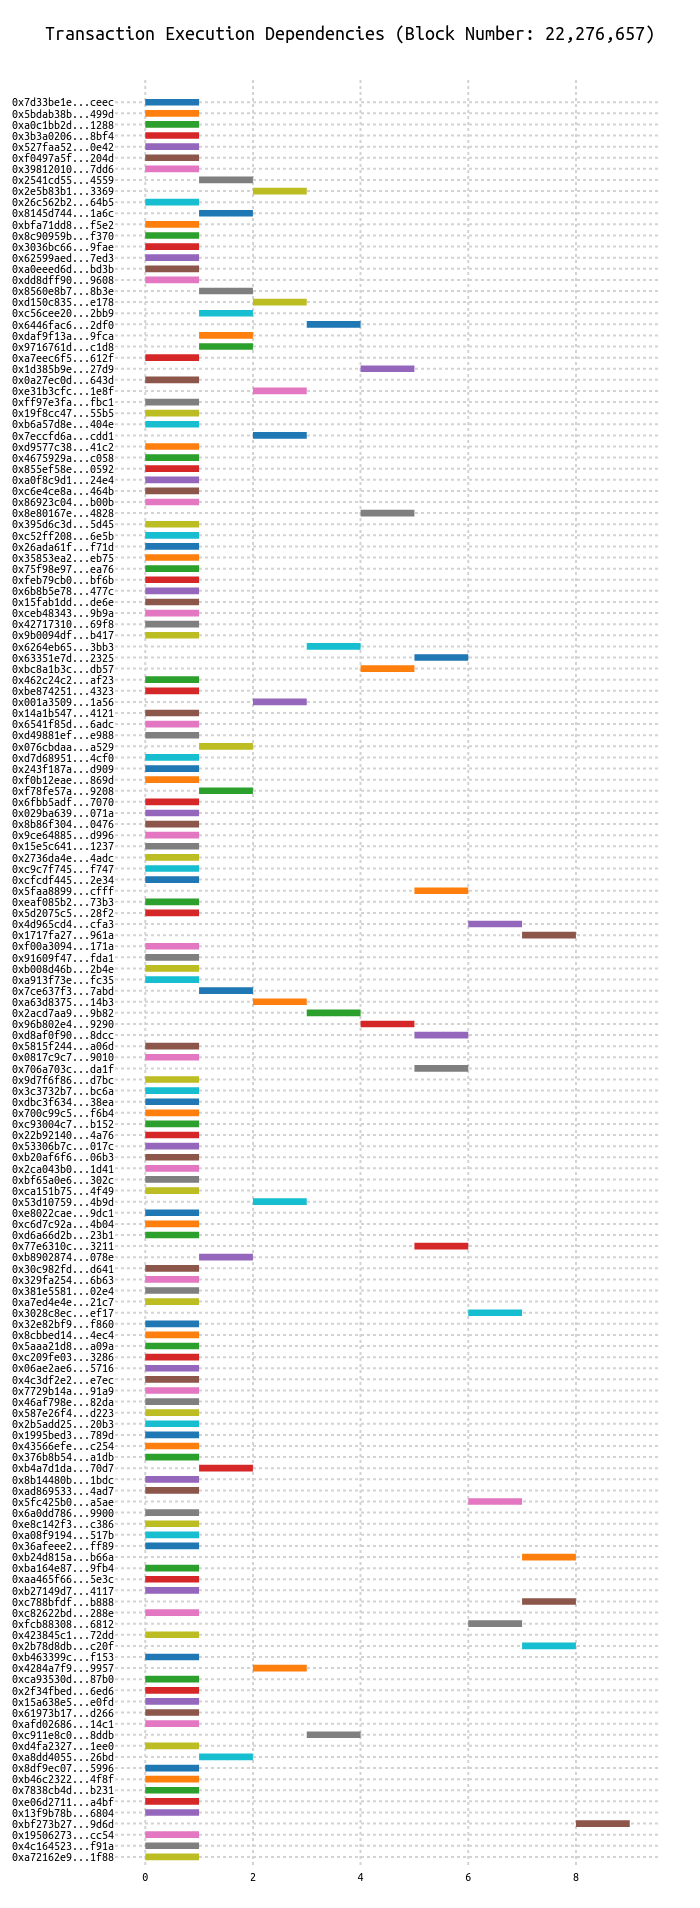 Transaction Execution Dependencies (Block Number: 22,276,657)
0x7d33be1e...ceec
0x5bdab38b...499d
0xa0c1bb2d...1288
0x3b3a0206...8bf4
0x527faa52...0e42
0xf0497a5f...204d
0x39812010...7dd6
0x2541cd55...4559
0x2e5b83b1...3369
0x26c562b2...64b5
0x8145d744...1a6c
0xbfa71dd8...f5e2
0x8c90959b...f370
0x3036bc66...9fae
0x62599aed...7ed3
0xa0eeed6d...bd3b
0xdd8dff90...9608
0x8560e8b7...8b3e
0xd150c835...e178
0xc56cee20...2bb9
0x6446fac6...2df0
0xdaf9f13a...9fca
0x9716761d...c1d8
0xa7eec6f5...612f
0x1d385b9e...27d9
0x0a27ec0d...643d
0xe31b3cfc...1e8f
0xff97e3fa...fbc1
0x19f8cc47...55b5
0xb6a57d8e...404e
0x7eccfd6a...cdd1
0xd9577c38...41c2
0x4675929a...c058
0x855ef58e...0592
0xa0f8c9d1...24e4
0xc6e4ce8a...464b
0x86923c04...b00b
0x8e80167e...4828
0x395d6c3d...5d45
0xc52ff208...6e5b
0x26ada61f...f71d
0x35853ea2...eb75
0x75f98e97...ea76
0xfeb79cb0...bf6b
0x6b8b5e78...477c
0x15fab1dd...de6e
0xceb48343...9b9a
0x42717310...69f8
0x9b0094df...b417
0x6264eb65...3bb3
0x63351e7d...2325
0xbc8a1b3c...db57
0x462c24c2...af23
0xbe874251...4323
0x001a3509...1a56
0x14a1b547...4121
0x6541f85d...6adc
0xd49881ef...e988
0x076cbdaa...a529
0xd7d68951...4cf0
0x243f187a...d909
0xf0b12eae...869d
0xf78fe57a...9208
0x6fbb5adf...7070
0x029ba639...071a
0x8b86f304...0476
0x9ce64885...d996
0x15e5c641...1237
0x2736da4e...4adc
0xc9c7f745...f747
0xcfcdf445...2e34
0x5faa8899...cfff
0xeaf085b2...73b3
0x5d2075c5...28f2
0x4d965cd4...cfa3
0x1717fa27...961a
0xf00a3094...171a
0x91609f47...fda1
0xb008d46b...2b4e
0xa913f73e...fc35
0x7ce637f3...7abd
0xa63d8375...14b3
0x2acd7aa9...9b82
0x96b802e4...9290
0xd8af0f90...8dcc
0x5815f244...a06d
0x0817c9c7...9010
0x706a703c...da1f
0x9d7f6f86...d7bc
0x3c3732b7...bc6a
0xdbc3f634...38ea
0x700c99c5...f6b4
0xc93004c7...b152
0x22b92140...4a76
0x53306b7c...017c
0xb20af6f6...06b3
0x2ca043b0...1d41
0xbf65a0e6...302c
0xca151b75...4f49
0x53d10759...4b9d
0xe8022cae...9dc1
0xc6d7c92a...4b04
0xd6a66d2b...23b1
0x77e6310c...3211
0xb8902874...078e
0x30c982fd...d641
0x329fa254...6b63
0x381e5581...02e4
0xa7ed4e4e...21c7
0x3028c8ec...ef17
0x32e82bf9...f860
0x8cbbed14...4ec4
0x5aaa21d8...a09a
0xc209fe03...3286
0x06ae2ae6...5716
0x4c3df2e2...e7ec
0x7729b14a...91a9
0x46af798e...82da
0x587e26f4...d223
0x2b5add25...20b3
0x1995bed3...789d
0x43566efe...c254
0x376b8b54...a1db
0xb4a7d1da...70d7
0x8b14480b...1bdc
0xad869533...4ad7
0x5fc425b0...a5ae
0x6a0dd786...9900
0xe8c142f3...c386
0xa08f9194...517b
0x36afeee2...ff89
0xb24d815a...b66a
0xba164e87...9fb4
0xaa465f66...5e3c
0xb27149d7...4117
0xc788bfdf...b888
0xc82622bd...288e
0xfcb88308...6812
0x423845c1...72dd
0x2b78d8db...c20f
0xb463399c...f153
0x4284a7f9...9957
0xca93530d...87b0
0x2f34fbed...6ed6
0x15a638e5...e0fd
0x61973b17...d266
0xafd02686...14c1
0xc911e8c0...8ddb
0xd4fa2327...1ee0
0xa8dd4055...26bd
0x8df9ec07...5996
0xb46c2322...4f8f
0x7838cb4d...b231
0xe06d2711...a4bf
0x13f9b78b...6804
0xbf273b27...9d6d
0x19506273...cc54
0x4c164523...f91a
0xa72162e9...1f88
0 2 4 6 8